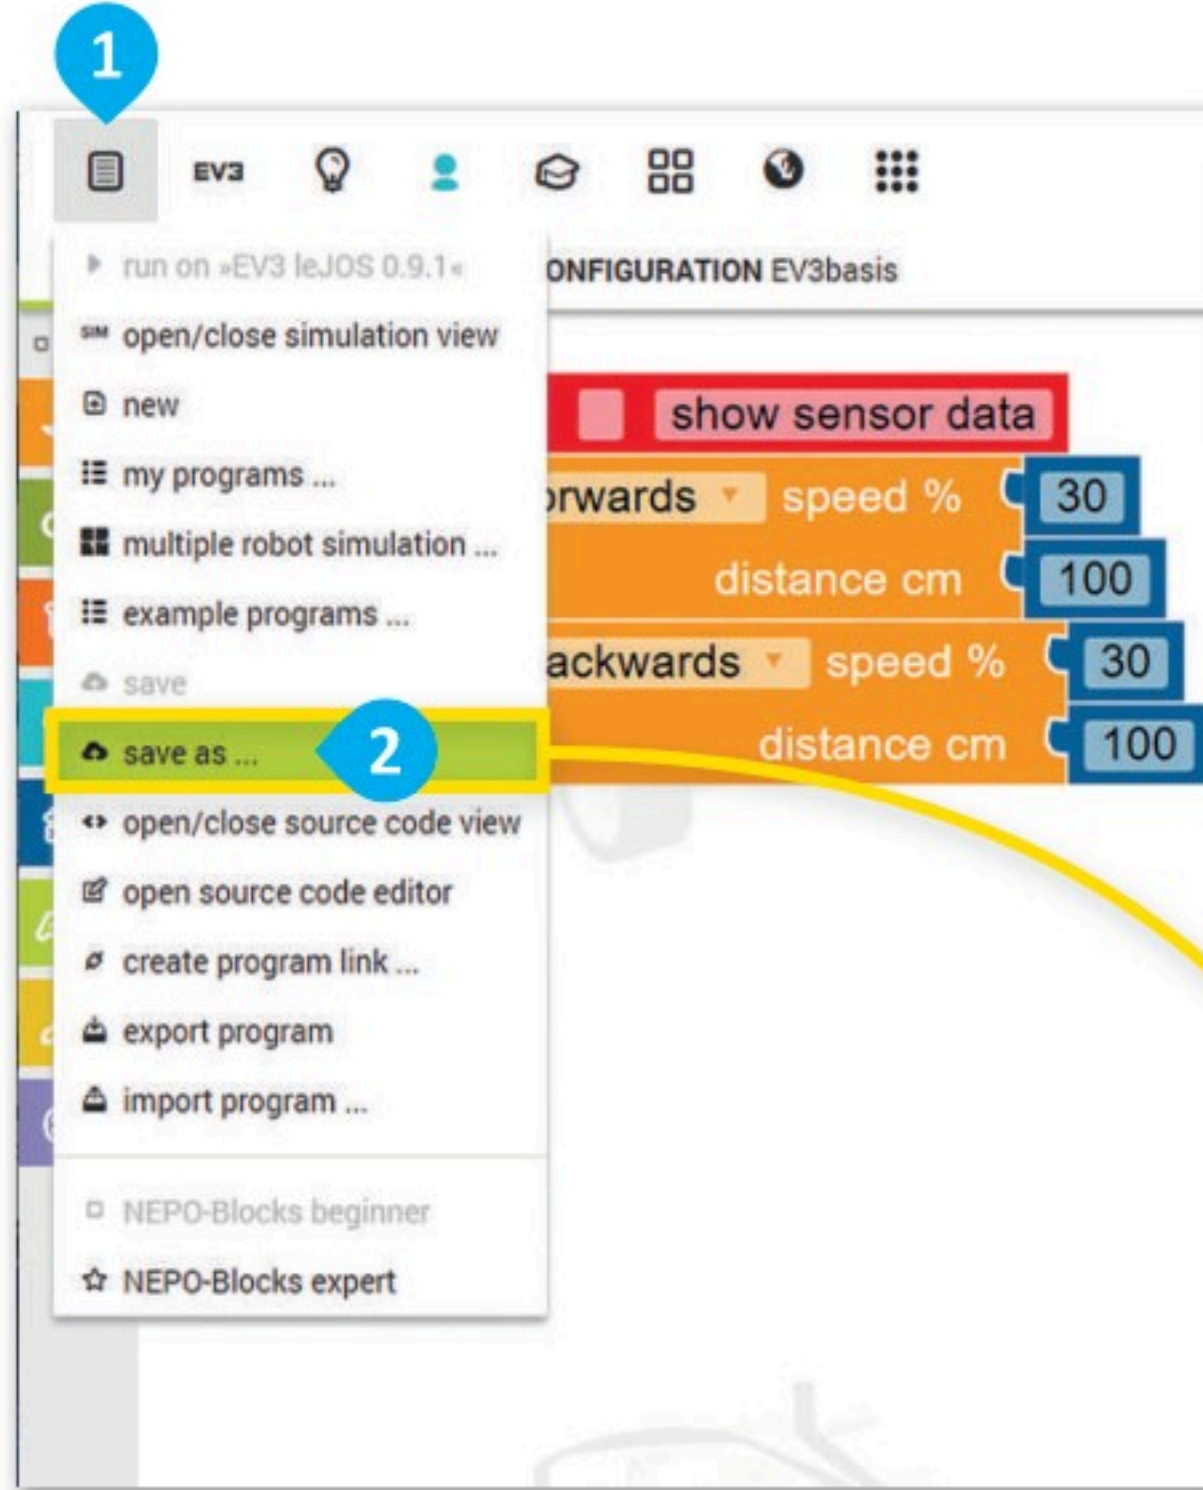 1
EV3
run on »EV3 leJOS 0.9.1«
ONFIGURATION EV3basis
SIM open/close simulation view
new
show sensor data
my programs ...
orwards speed % 30
multiple robot simulation ...
distance cm 100
example programs ...
ackwards speed % 30
save
save as ... 2
distance cm 100
open/close source code view
open source code editor
create program link ...
export program
import program ...
NEPO-Blocks beginner
NEPO-Blocks expert